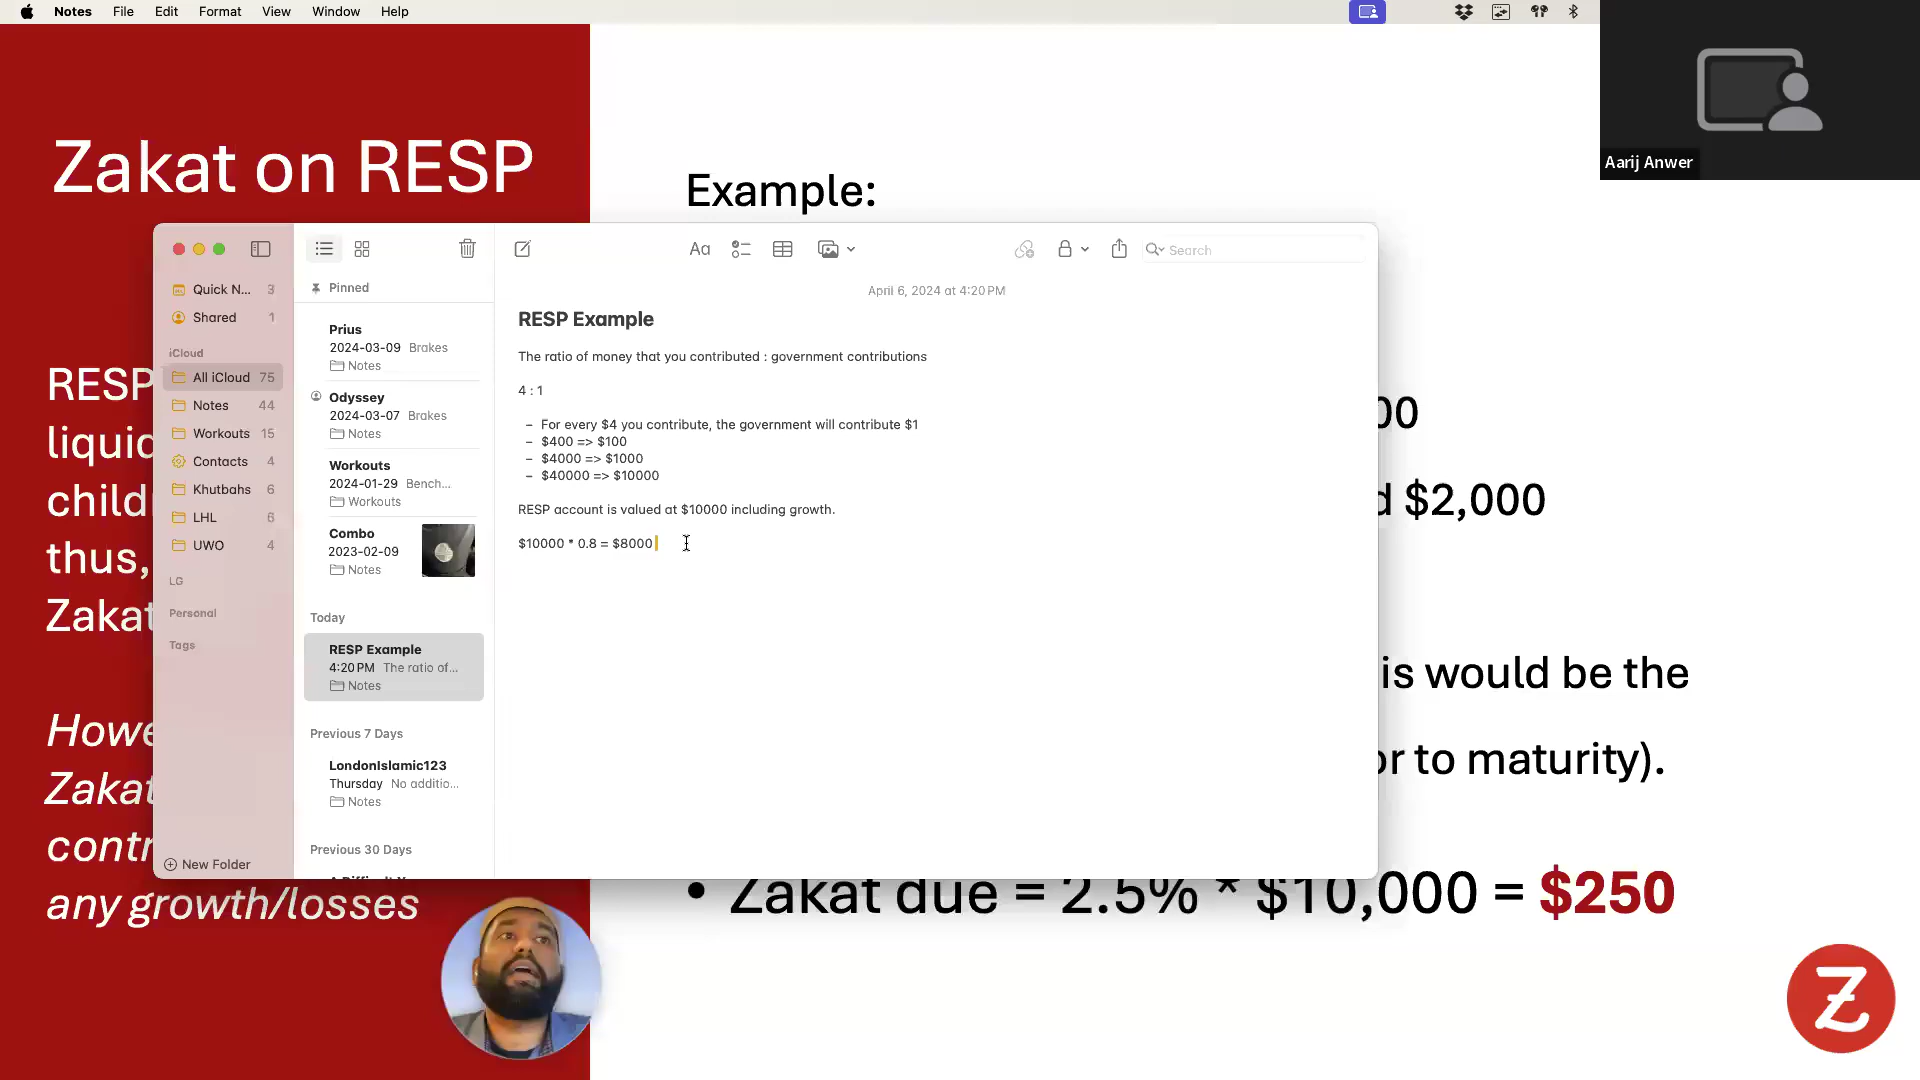 Notes File Edit Format View Window Help
Aarij Anwer
Zakat on RESP
RESP
liquid
child
thus,
Zakat
Howe
Zakat
contr
any growth/losses
Example:
00
d $2,000
is would be the
or to maturity).
• Zakat due = 2.5% * $10,000 = $250
Z
Quick N... 3
Shared 1
iCloud
All iCloud 75
Notes 44
Workouts 15
Contacts 4
Khutbahs 6
LHL 6
UWO 4
LG
Personal
Tags
New Folder
Pinned
Prius
2024-03-09 Brakes
Notes
Odyssey
2024-03-07 Brakes
Notes
Workouts
2024-01-29 Bench...
Workouts
Combo
2023-02-09
Notes
Today
RESP Example
4:20 PM The ratio of...
Notes
Previous 7 Days
LondonIslamic123
Thursday No additio...
Notes
Previous 30 Days
Aa
Search
April 6, 2024 at 4:20 PM
RESP Example
The ratio of money that you contributed : government contributions
4 : 1
– For every $4 you contribute, the government will contribute $1
– $400 => $100
– $4000 => $1000
– $40000 => $10000
RESP account is valued at $10000 including growth.
$10000 * 0.8 = $8000